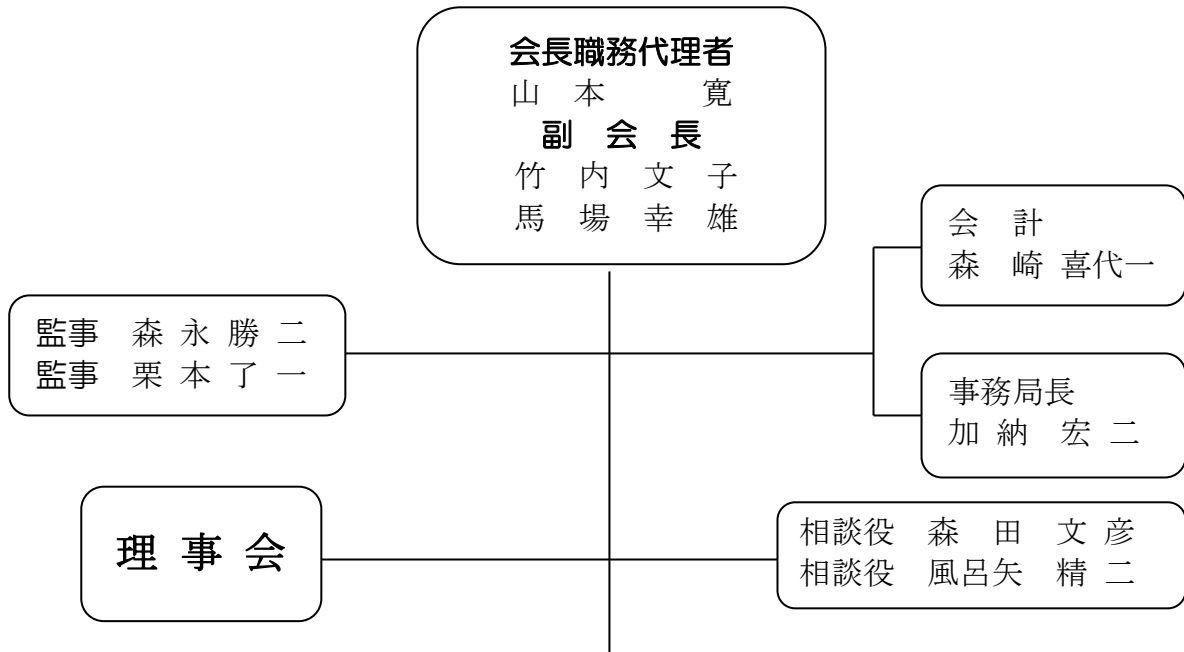 会長職務代理者
山　本　　　寛
副　会　長
竹　内　文　子
馬　場　幸　雄
会　計
森　崎 喜代一
監事　森 永 勝 二
監事　栗 本 了 一
事務局長
加 納　宏 二
理 事 会
相談役　森　田　文 彦
相談役　風呂矢　精 二